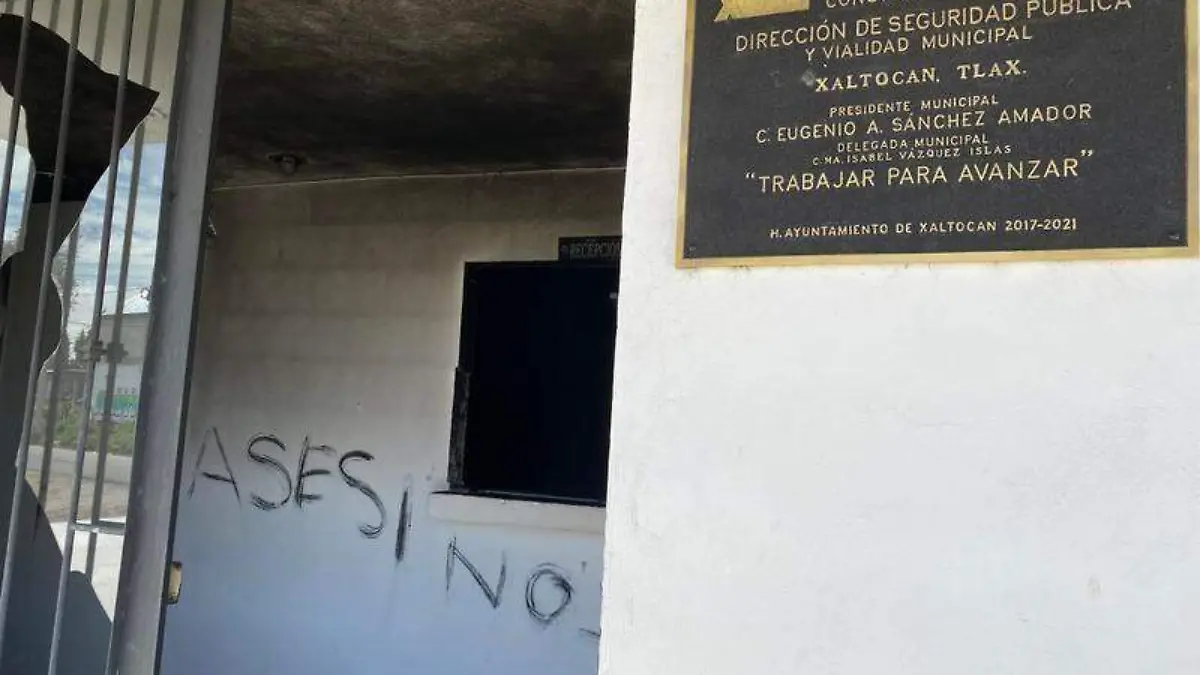 DIRECCIÓN DE SEGURIDAD PÚBLICA
Y VIALIDAD MUNICIPAL
XALTOCAN, TLAX.
PRESIDENTE MUNICIPAL
C. EUGENIO A. SÁNCHEZ AMADOR
DELEGADA MUNICIPAL
C. MA. ISABEL VÁZQUEZ ISLAS
“TRABAJAR PARA AVANZAR”
H. AYUNTAMIENTO DE XALTOCAN 2017-2021
RECEPCIÓN
ASESINO